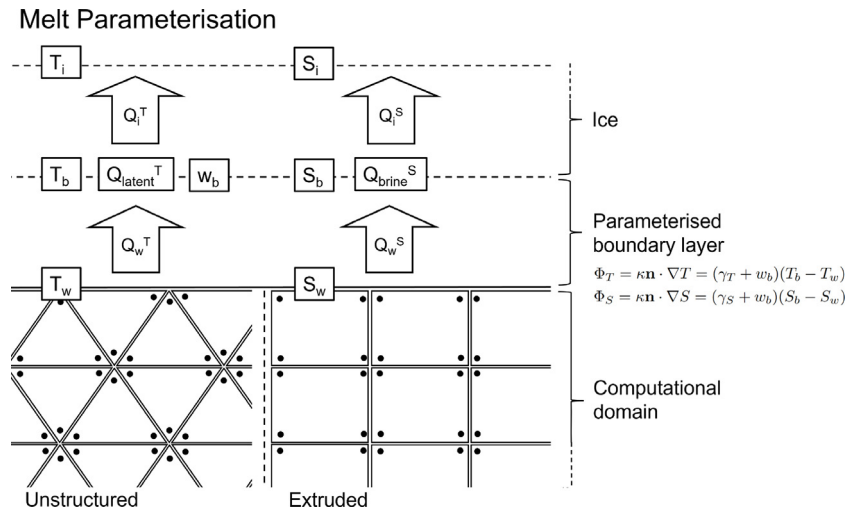 Melt Parameterisation
T_i S_i
Q_i^T Q_i^S
Ice
T_b Q_latent^T w_b S_b Q_brine^S
Parameterised
boundary layer
Q_w^T Q_w^S
Φ_T = κn · ∇T = (γ_T + w_b)(T_b − T_w)
Φ_S = κn · ∇S = (γ_S + w_b)(S_b − S_w)
T_w S_w
Computational
domain
Unstructured Extruded